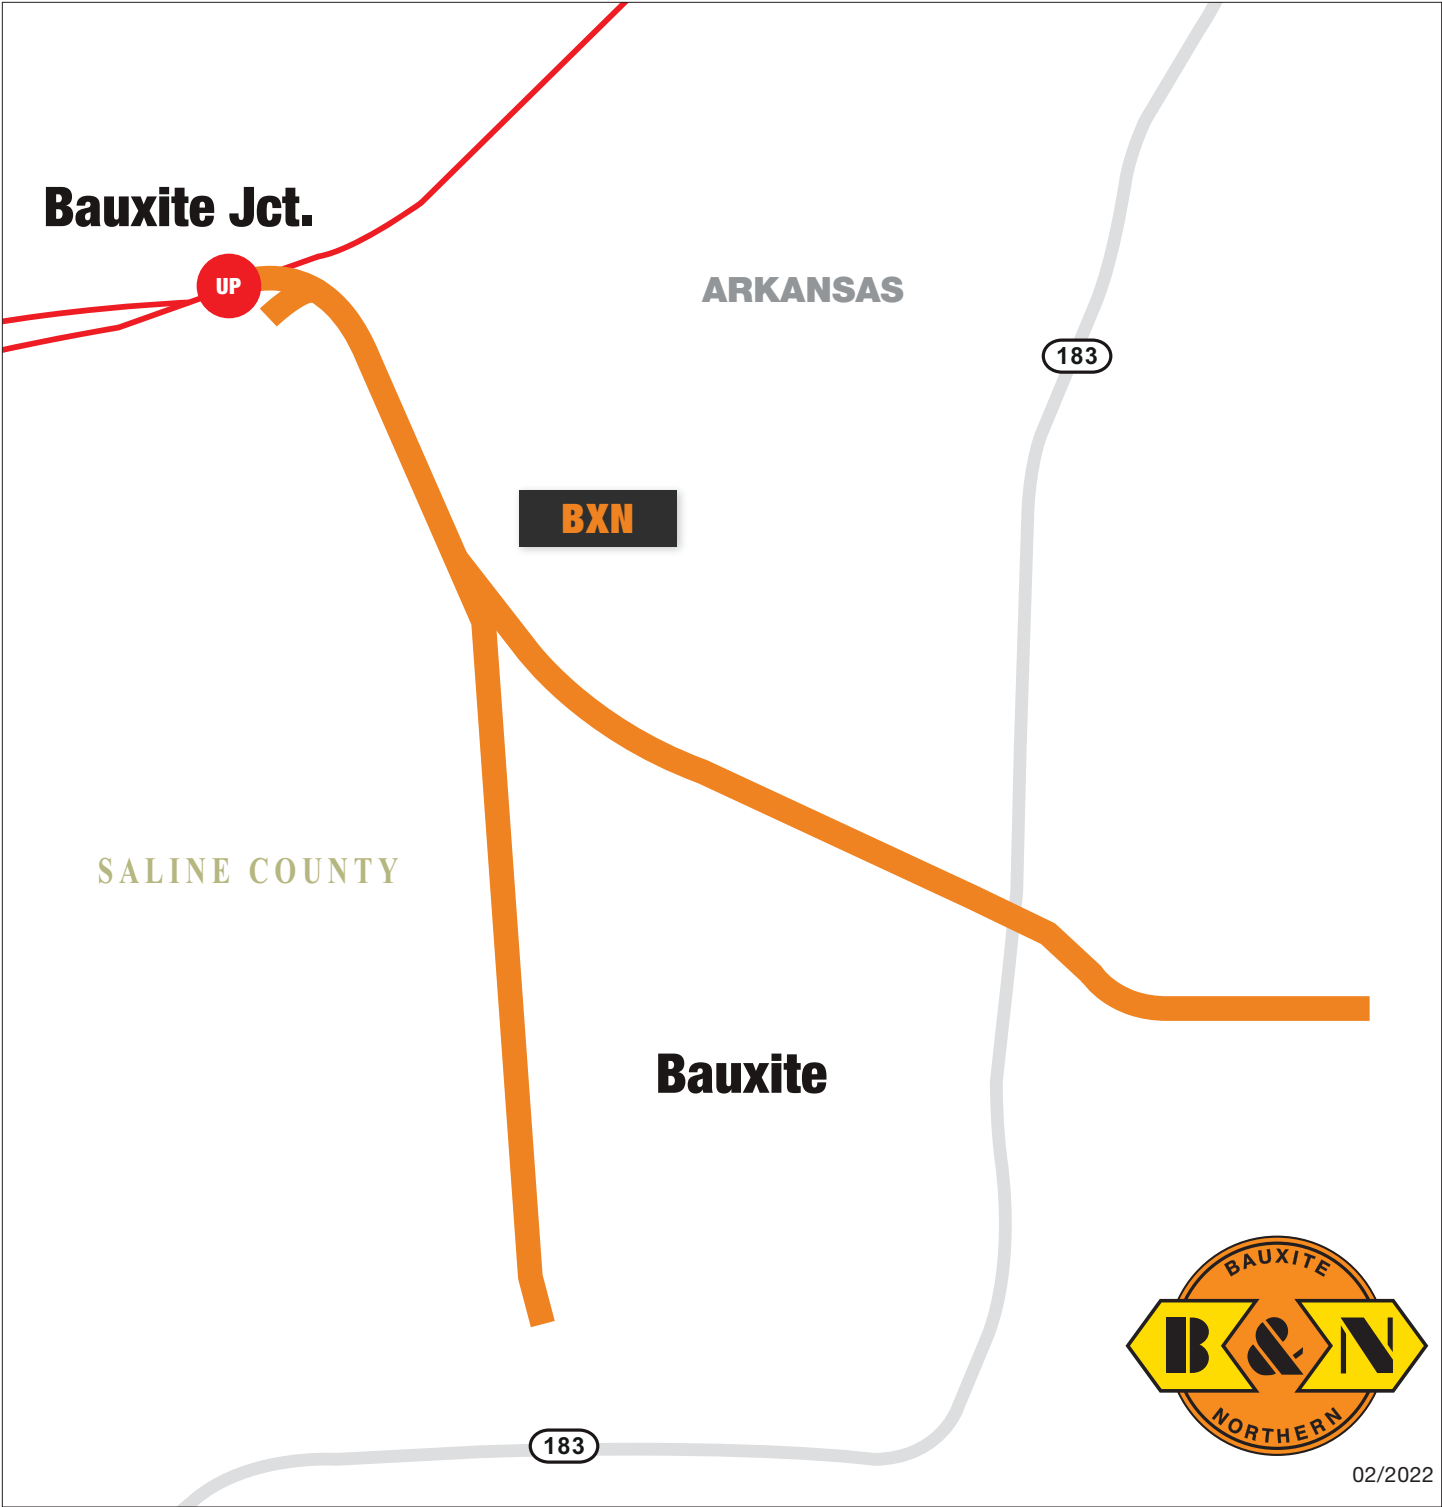 Bauxite Jct.
UP
ARKANSAS
183
BXN
SALINE COUNTY
Bauxite
BAUXITE
B & N
NORTHERN
183
02/2022